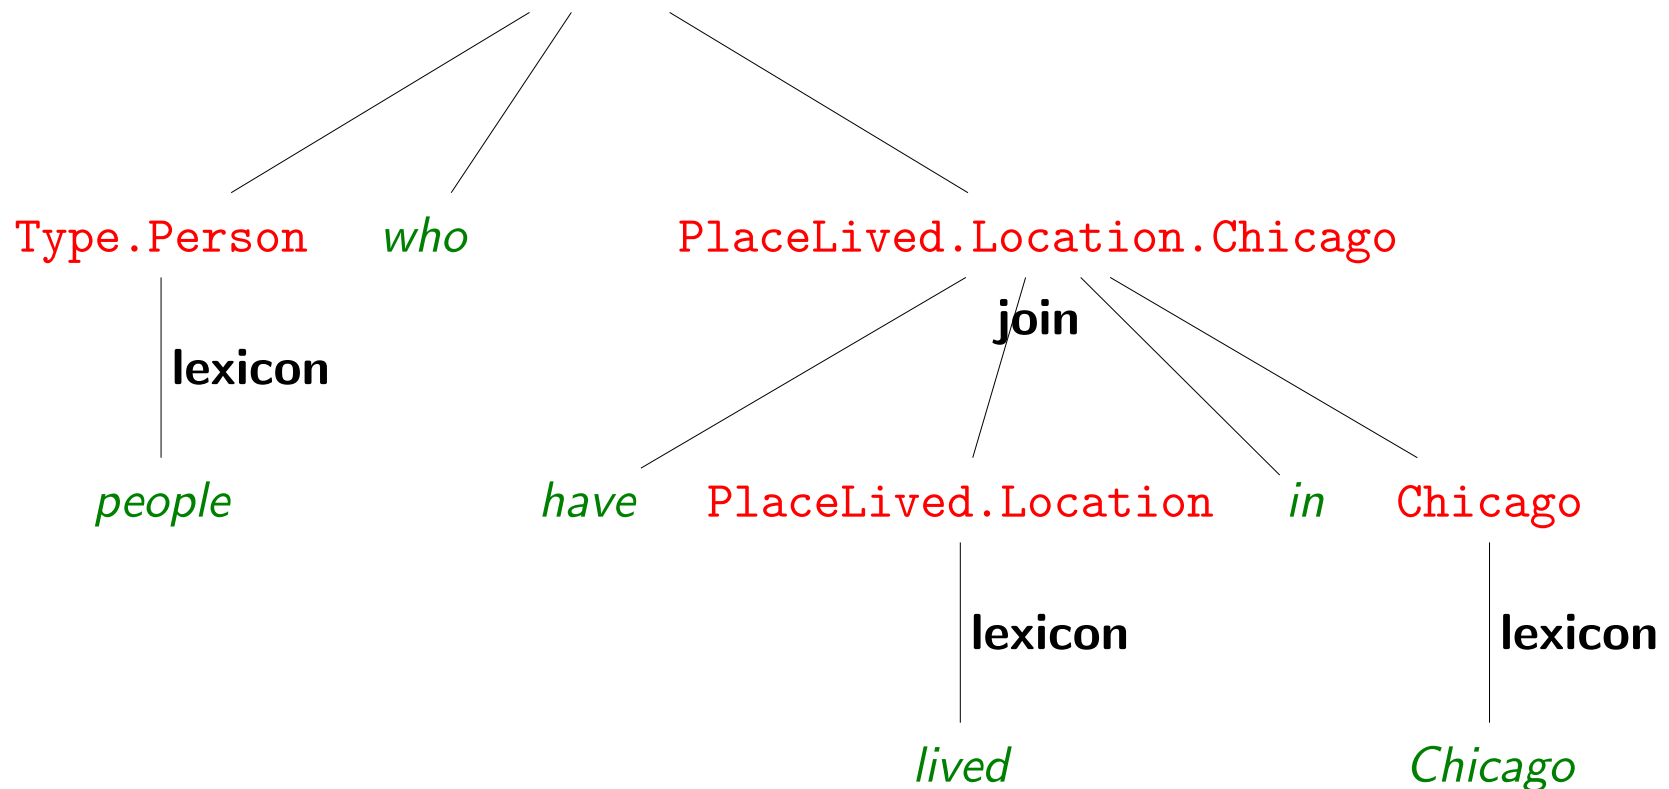 Type.Person who PlaceLived.Location.Chicago
join
lexicon
people have PlaceLived.Location in Chicago
lexicon lexicon
lived Chicago